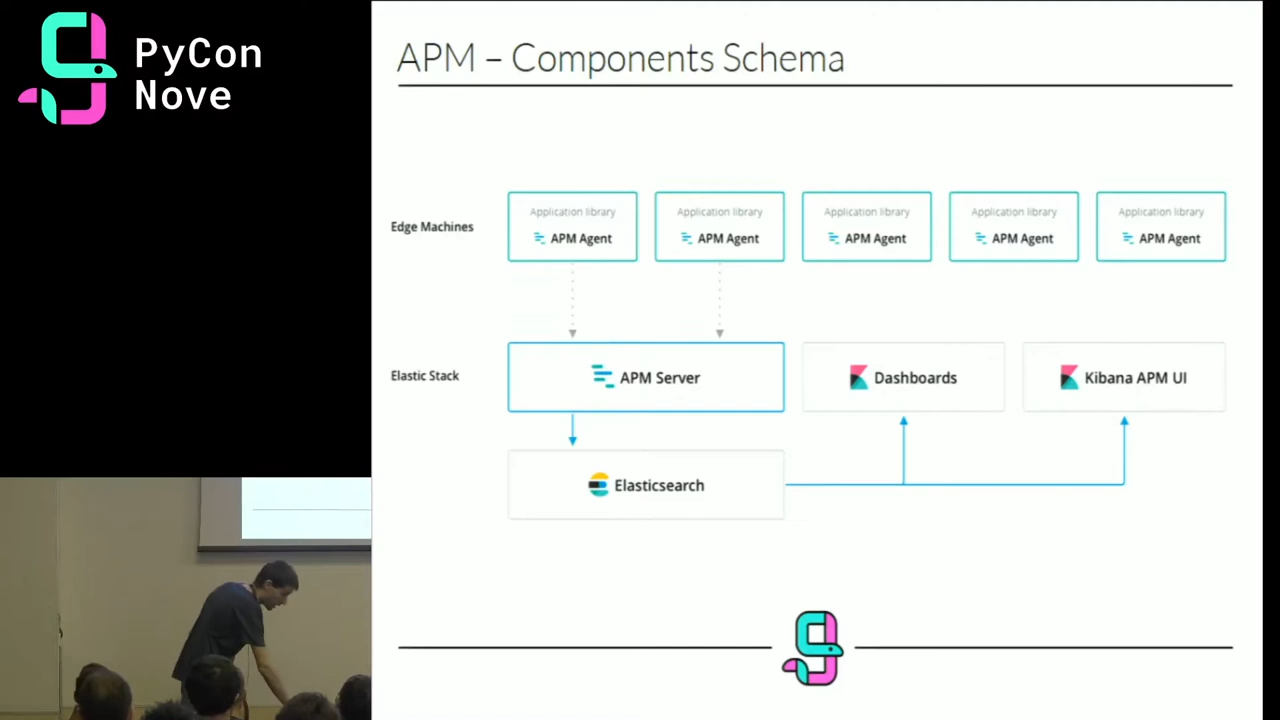 PyCon
Nove
APM – Components Schema
Edge Machines
Application library
APM Agent
Application library
APM Agent
Application library
APM Agent
Application library
APM Agent
Application library
APM Agent
Elastic Stack
APM Server
Dashboards
Kibana APM UI
Elasticsearch